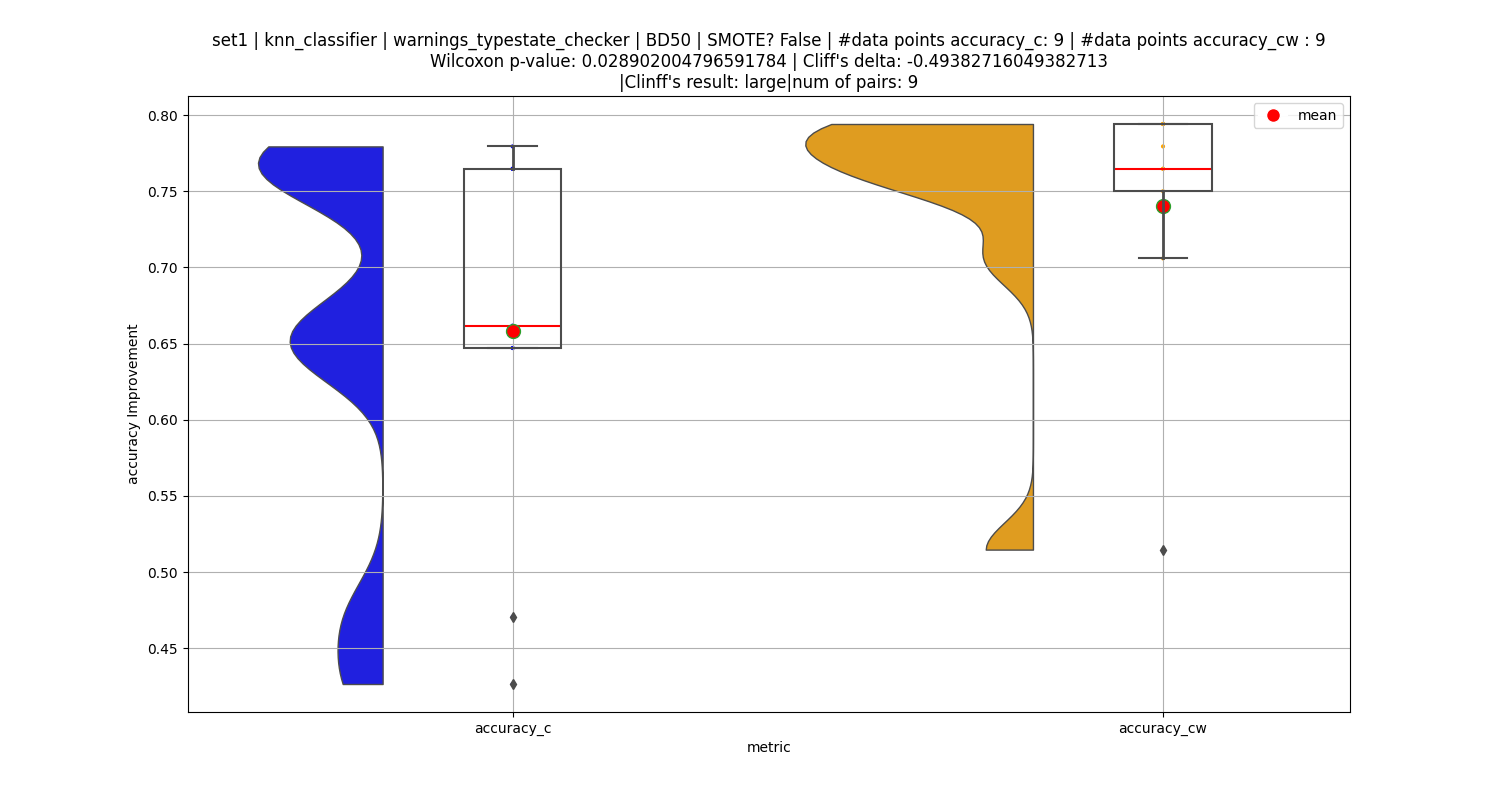 set1 | knn_classifier | warnings_typestate_checker | BD50 | SMOTE? False | #data points accuracy_c: 9 | #data points accuracy_cw : 9
Wilcoxon p-value: 0.028902004796591784 | Cliff's delta: -0.49382716049382713
|Clinff's result: large|num of pairs: 9
mean
accuracy Improvement
0.80
0.75
0.70
0.65
0.60
0.55
0.50
0.45
accuracy_c
accuracy_cw
metric